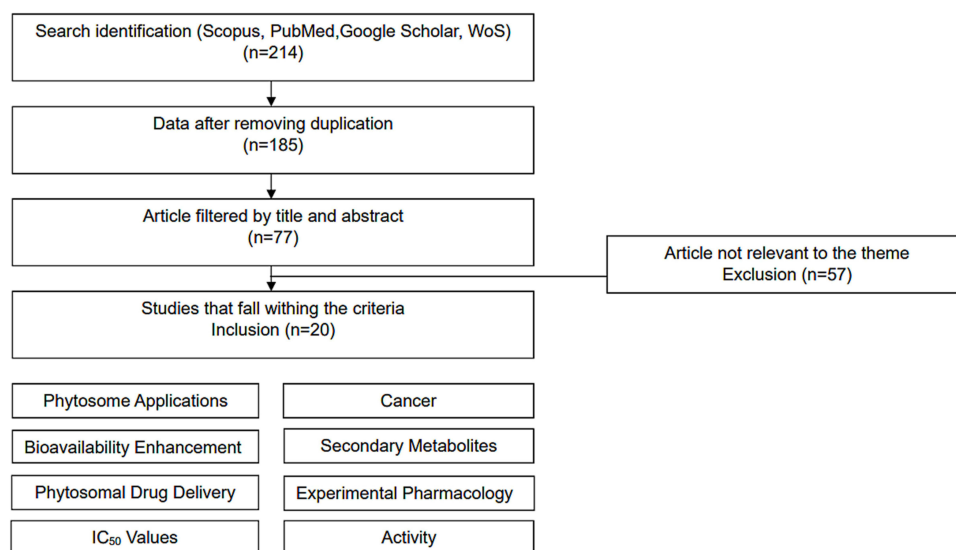 Search identification (Scopus, PubMed,Google Scholar, WoS)
(n=214)
Data after removing duplication
(n=185)
Article filtered by title and abstract
(n=77)
Article not relevant to the theme
Exclusion (n=57)
Studies that fall withing the criteria
Inclusion (n=20)
Phytosome Applications
Cancer
Bioavailability Enhancement
Secondary Metabolites
Phytosomal Drug Delivery
Experimental Pharmacology
IC₅₀ Values
Activity